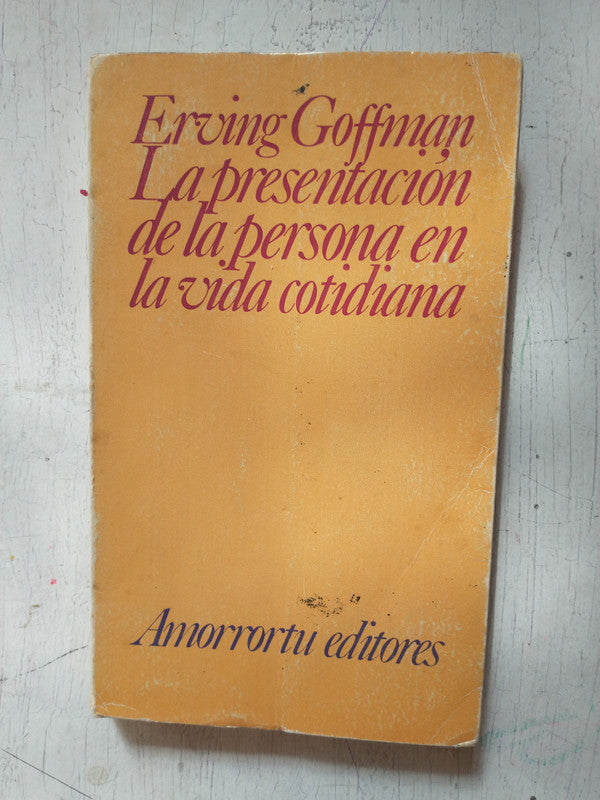 Erving Goffman
La presentación
de la persona en
la vida cotidiana
Amorrortu editores